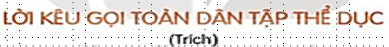 LỜI KÊU GỌI TOÀN DÂN TẬP THỂ DỤC
(Trích)